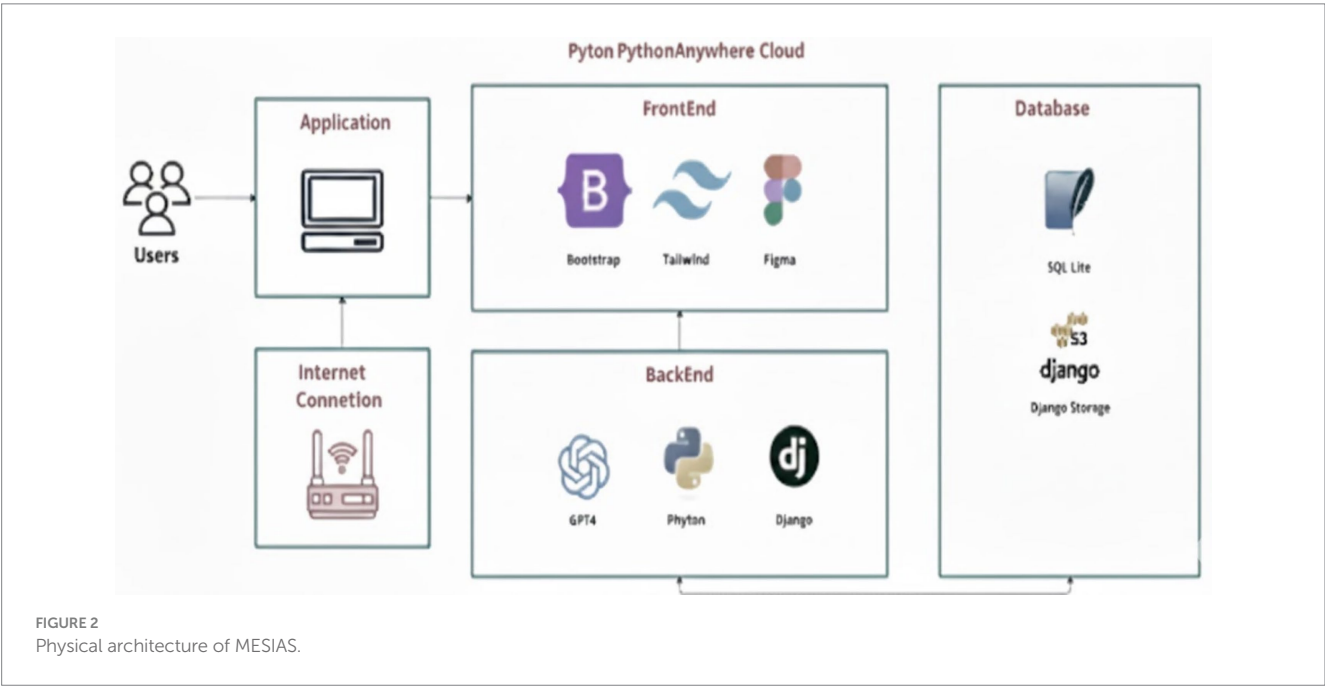 Pyton PythonAnywhere Cloud
Application
FrontEnd
Database
B
Bootstrap
Tailwind
Figma
Users
SQL Lite
S3
django
Django Storage
Internet
Connetion
BackEnd
dj
GPT4
Phyton
Django
FIGURE 2
Physical architecture of MESIAS.